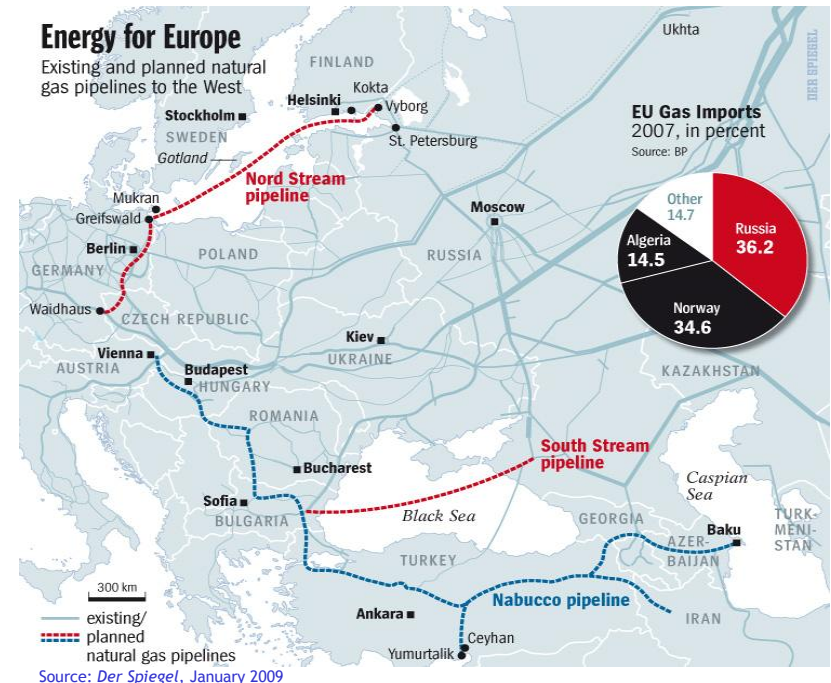 Energy for Europe
Existing and planned natural
gas pipelines to the West
Ukhta
DER SPIEGEL
FINLAND
Kokta
Helsinki
Vyborg
Stockholm
St. Petersburg
SWEDEN
Gotland
EU Gas Imports
2007, in percent
Source: BP
Other
14.7
Russia
36.2
Algeria
14.5
Norway
34.6
Nord Stream
pipeline
Mukran
Greifswald
Moscow
Berlin
POLAND
RUSSIA
GERMANY
Waidhaus
CZECH REPUBLIC
Kiev
UKRAINE
Vienna
AUSTRIA
Budapest
HUNGARY
KAZAKHSTAN
ROMANIA
South Stream
pipeline
Bucharest
Caspian
Sea
Sofia
BULGARIA
Black Sea
GEORGIA
Baku
TURK-
MENI-
STAN
AZER-
BAIJAN
TURKEY
300 km
Nabucco pipeline
Ankara
IRAN
existing/
planned
natural gas pipelines
Ceyhan
Yumurtalik
Source: Der Spiegel, January 2009